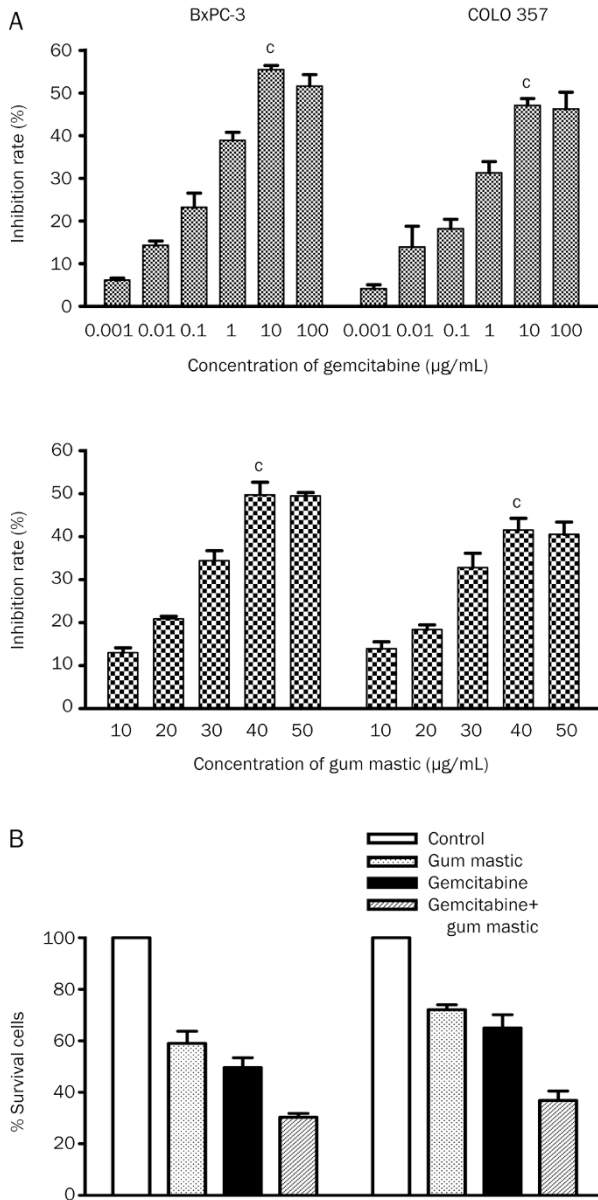 A
BxPC-3 COLO 357
Inhibition rate (%)
60
50
40
30
20
10
0
c c
0.001 0.01 0.1 1 10 100 0.001 0.01 0.1 1 10 100
Concentration of gemcitabine (µg/mL)
Inhibition rate (%)
60
50
40
30
20
10
0
c c
10 20 30 40 50 10 20 30 40 50
Concentration of gum mastic (µg/mL)
B
Control
Gum mastic
Gemcitabine
Gemcitabine+
gum mastic
% Survival cells
100
80
60
40
20
0